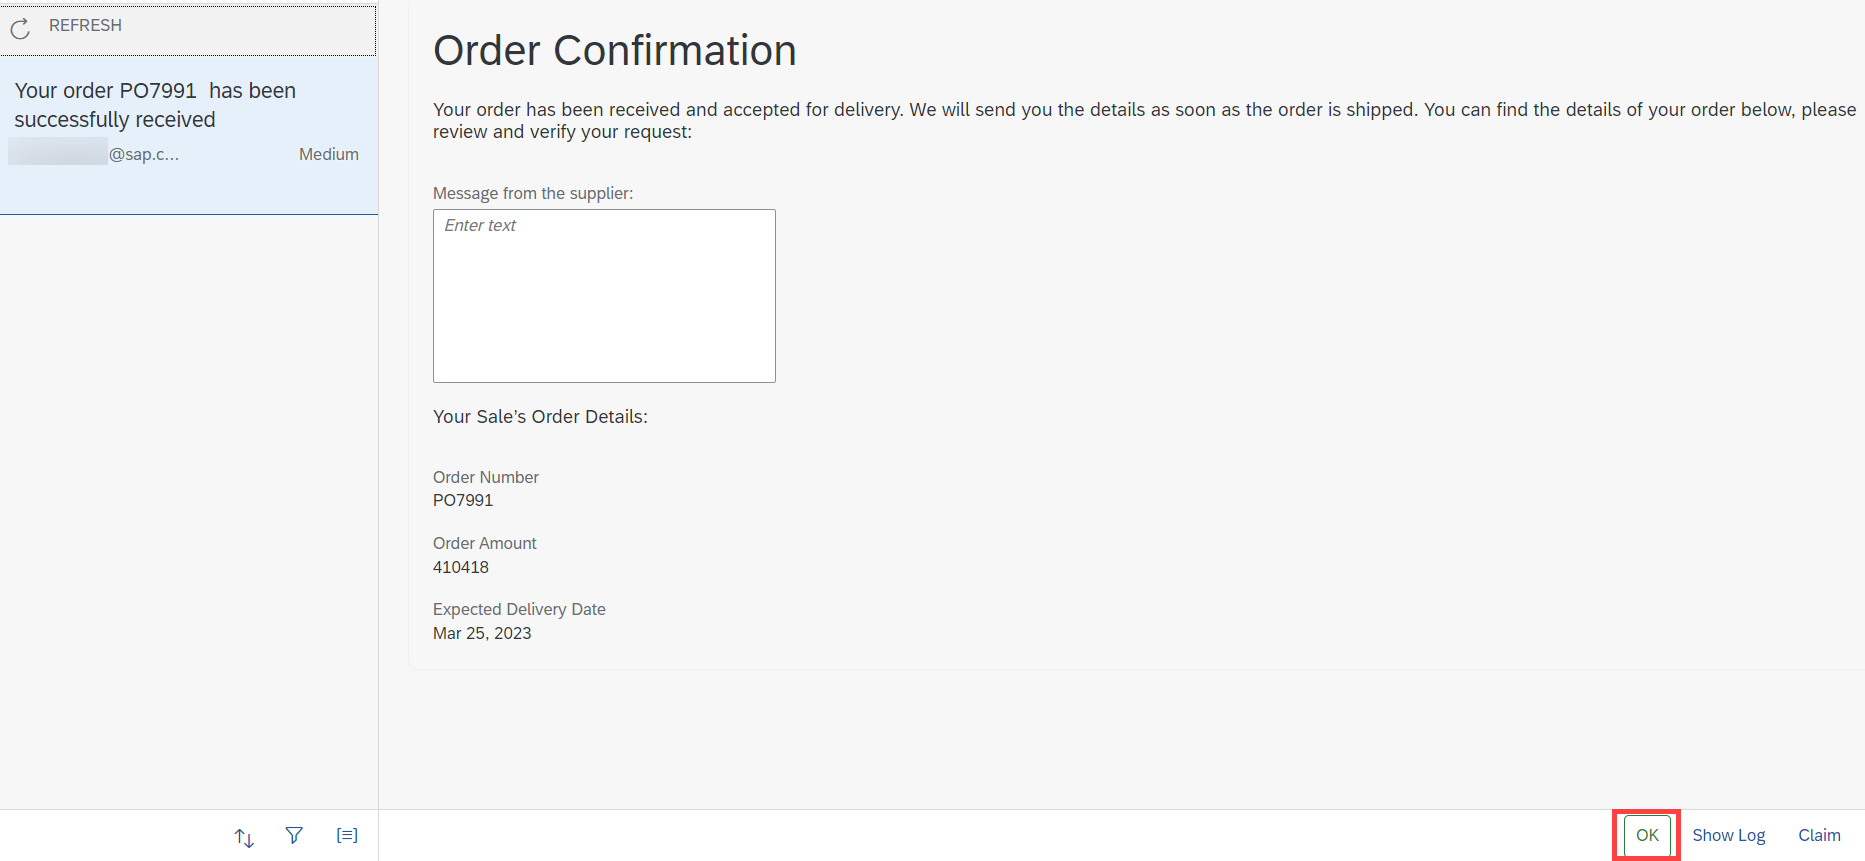 REFRESH
Your order PO7991 has been
successfully received
@sap.c...
Medium
Order Confirmation
Your order has been received and accepted for delivery. We will send you the details as soon as the order is shipped. You can find the details of your order below, please
review and verify your request:
Message from the supplier:
Enter text
Your Sale's Order Details:
Order Number
PO7991
Order Amount
410418
Expected Delivery Date
Mar 25, 2023
OK
Show Log
Claim